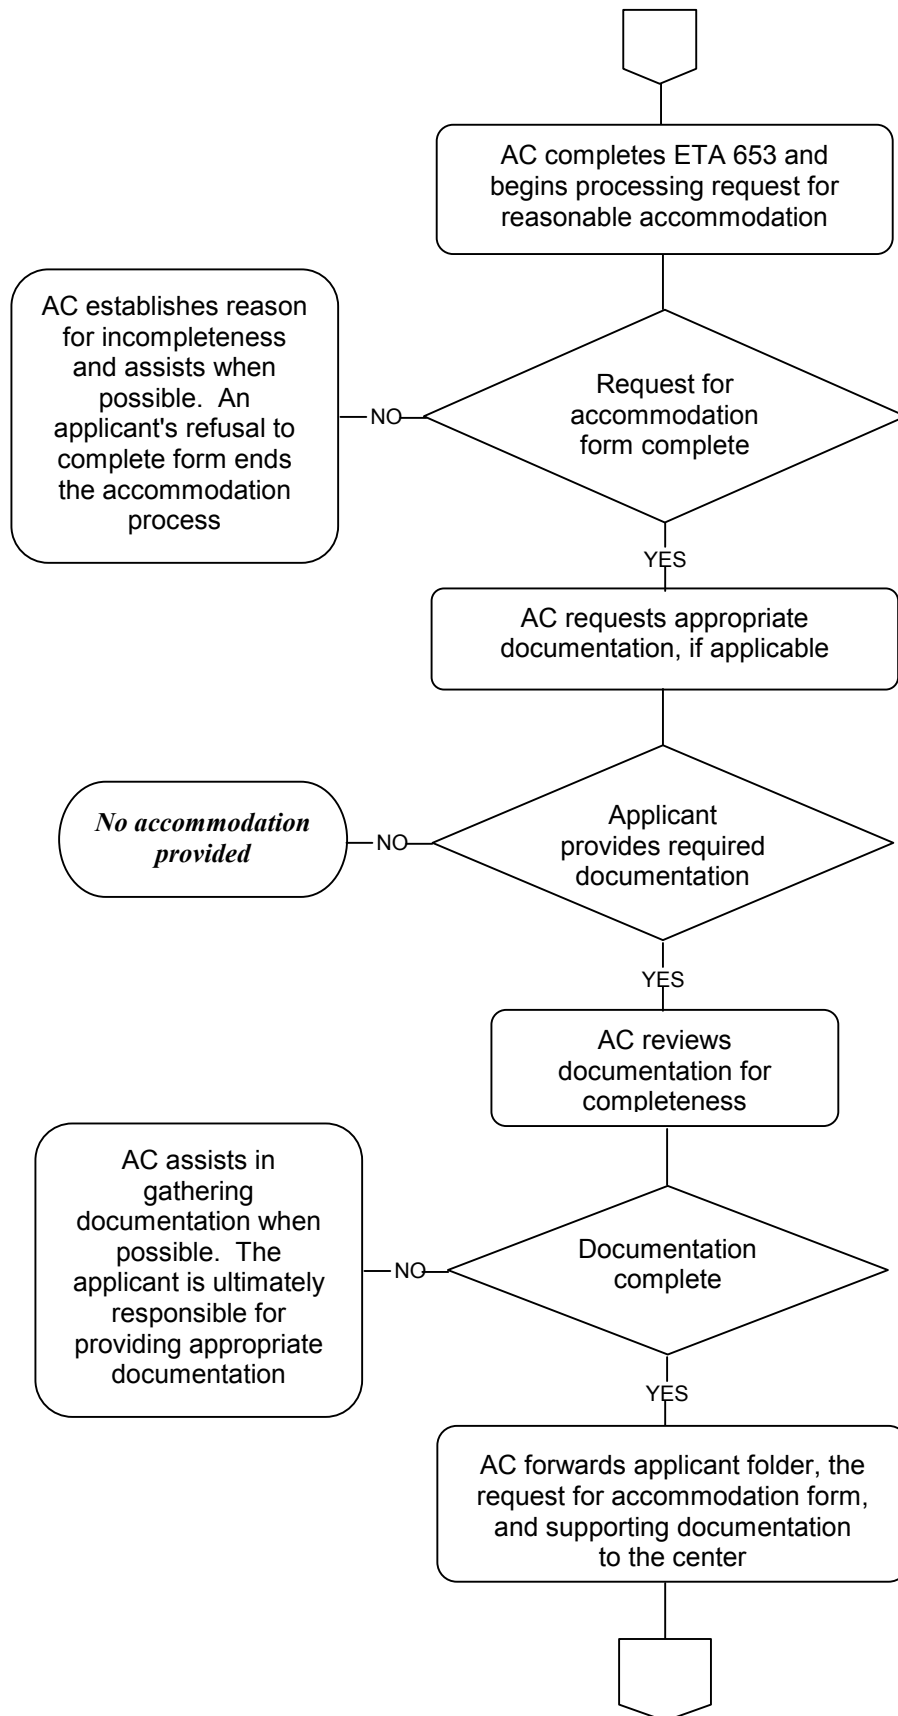 AC completes ETA 653 and
begins processing request for
reasonable accommodation
AC establishes reason
for incompleteness
and assists when
possible.  An
applicant's refusal to
complete form ends
the accommodation
process
NO
Request for
accommodation
form complete
YES
AC requests appropriate
documentation, if applicable
No accommodation
provided
NO
Applicant
provides required
documentation
YES
AC reviews
documentation for
completeness
AC assists in
gathering
documentation when
possible.  The
applicant is ultimately
responsible for
providing appropriate
documentation
NO
Documentation
complete
YES
AC forwards applicant folder, the
request for accommodation form,
and supporting documentation
to the center